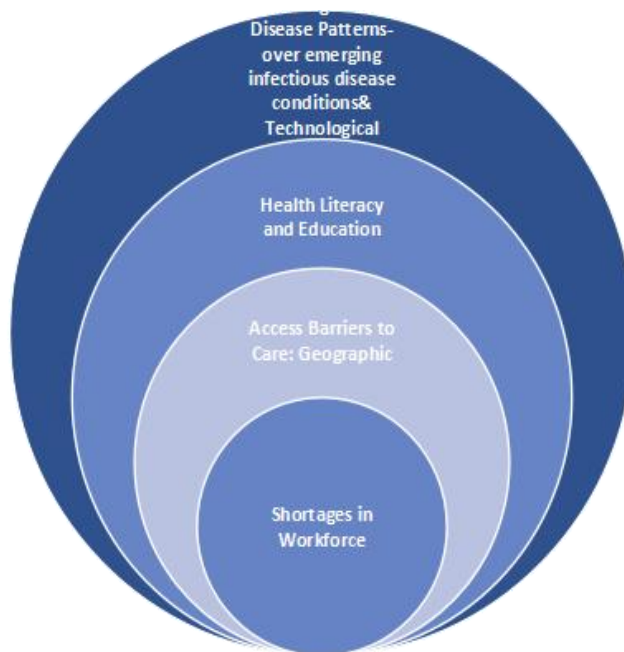 Disease Patterns-
over emerging
infectious disease
conditions&
Technological
Health Literacy
and Education
Access Barriers to
Care: Geographic
Shortages in
Workforce